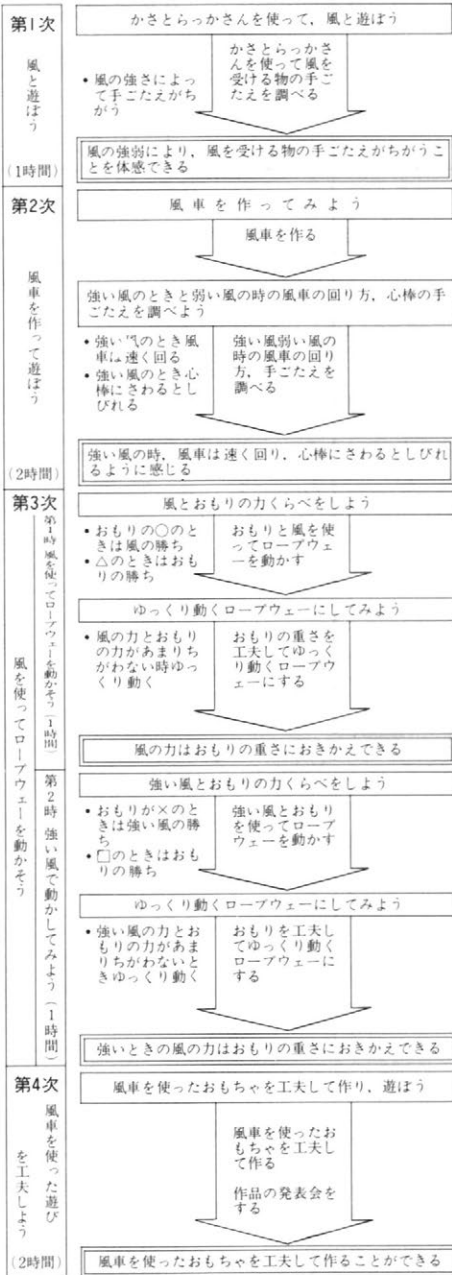 第1次
風と遊ぼう
(1時間)
かさとらっかさんを使って，風と遊ぼう
• 風の強さによっ
て手ごたえがち
がう
かさとらっかさ
んを使って風を
受ける物の手ご
たえを調べる
風の強弱により，風を受ける物の手ごたえがちがうこ
とを体感できる
第2次
風車を作って遊ぼう
(2時間)
風車を作ってみよう
風車を作る
強い風のときと弱い風の時の風車の回り方，心棒の手
ごたえを調べよう
• 強い風のとき風
車は速く回る
• 強い風のとき心
棒にさわるとし
びれる
強い風弱い風の
時の風車の回り
方，手ごたえを
調べる
強い風の時，風車は速く回り，心棒にさわるとしびれ
るように感じる
第3次
風を使ってロープウェーを動かそう
第1時 風を使ってロープウェーを動かそう(1時間)
風とおもりの力くらべをしよう
• おもりの○のと
きは風の勝ち
• △のときはおも
りの勝ち
おもりと風を使
ってロープウェ
ーを動かす
ゆっくり動くロープウェーにしてみよう
• 風の力とおもり
の力があまりち
がわない時ゆっ
くり動く
おもりの重さを
工夫してゆっく
り動くロープウ
ェーにする
風の力はおもりの重さにおきかえできる
第2時 強い風で動かしてみよう(1時間)
強い風とおもりの力くらべをしよう
• おもりが×のと
きは強い風の勝
ち
• □のときはおも
りの勝ち
強い風とおもり
を使ってロープ
ウェーを動かす
ゆっくり動くロープウェーにしてみよう
• 強い風の力とお
もりの力があま
りちがわないと
きゆっくり動く
おもりを工夫し
てゆっくり動く
ロープウェーに
する
強いときの風の力はおもりの重さにおきかえできる
第4次
風車を使った遊び
を工夫しよう
(2時間)
風車を使ったおもちゃを工夫して作り，遊ぼう
風車を使ったお
もちゃを工夫し
て作る
作品の発表会を
する
風車を使ったおもちゃを工夫して作ることができる